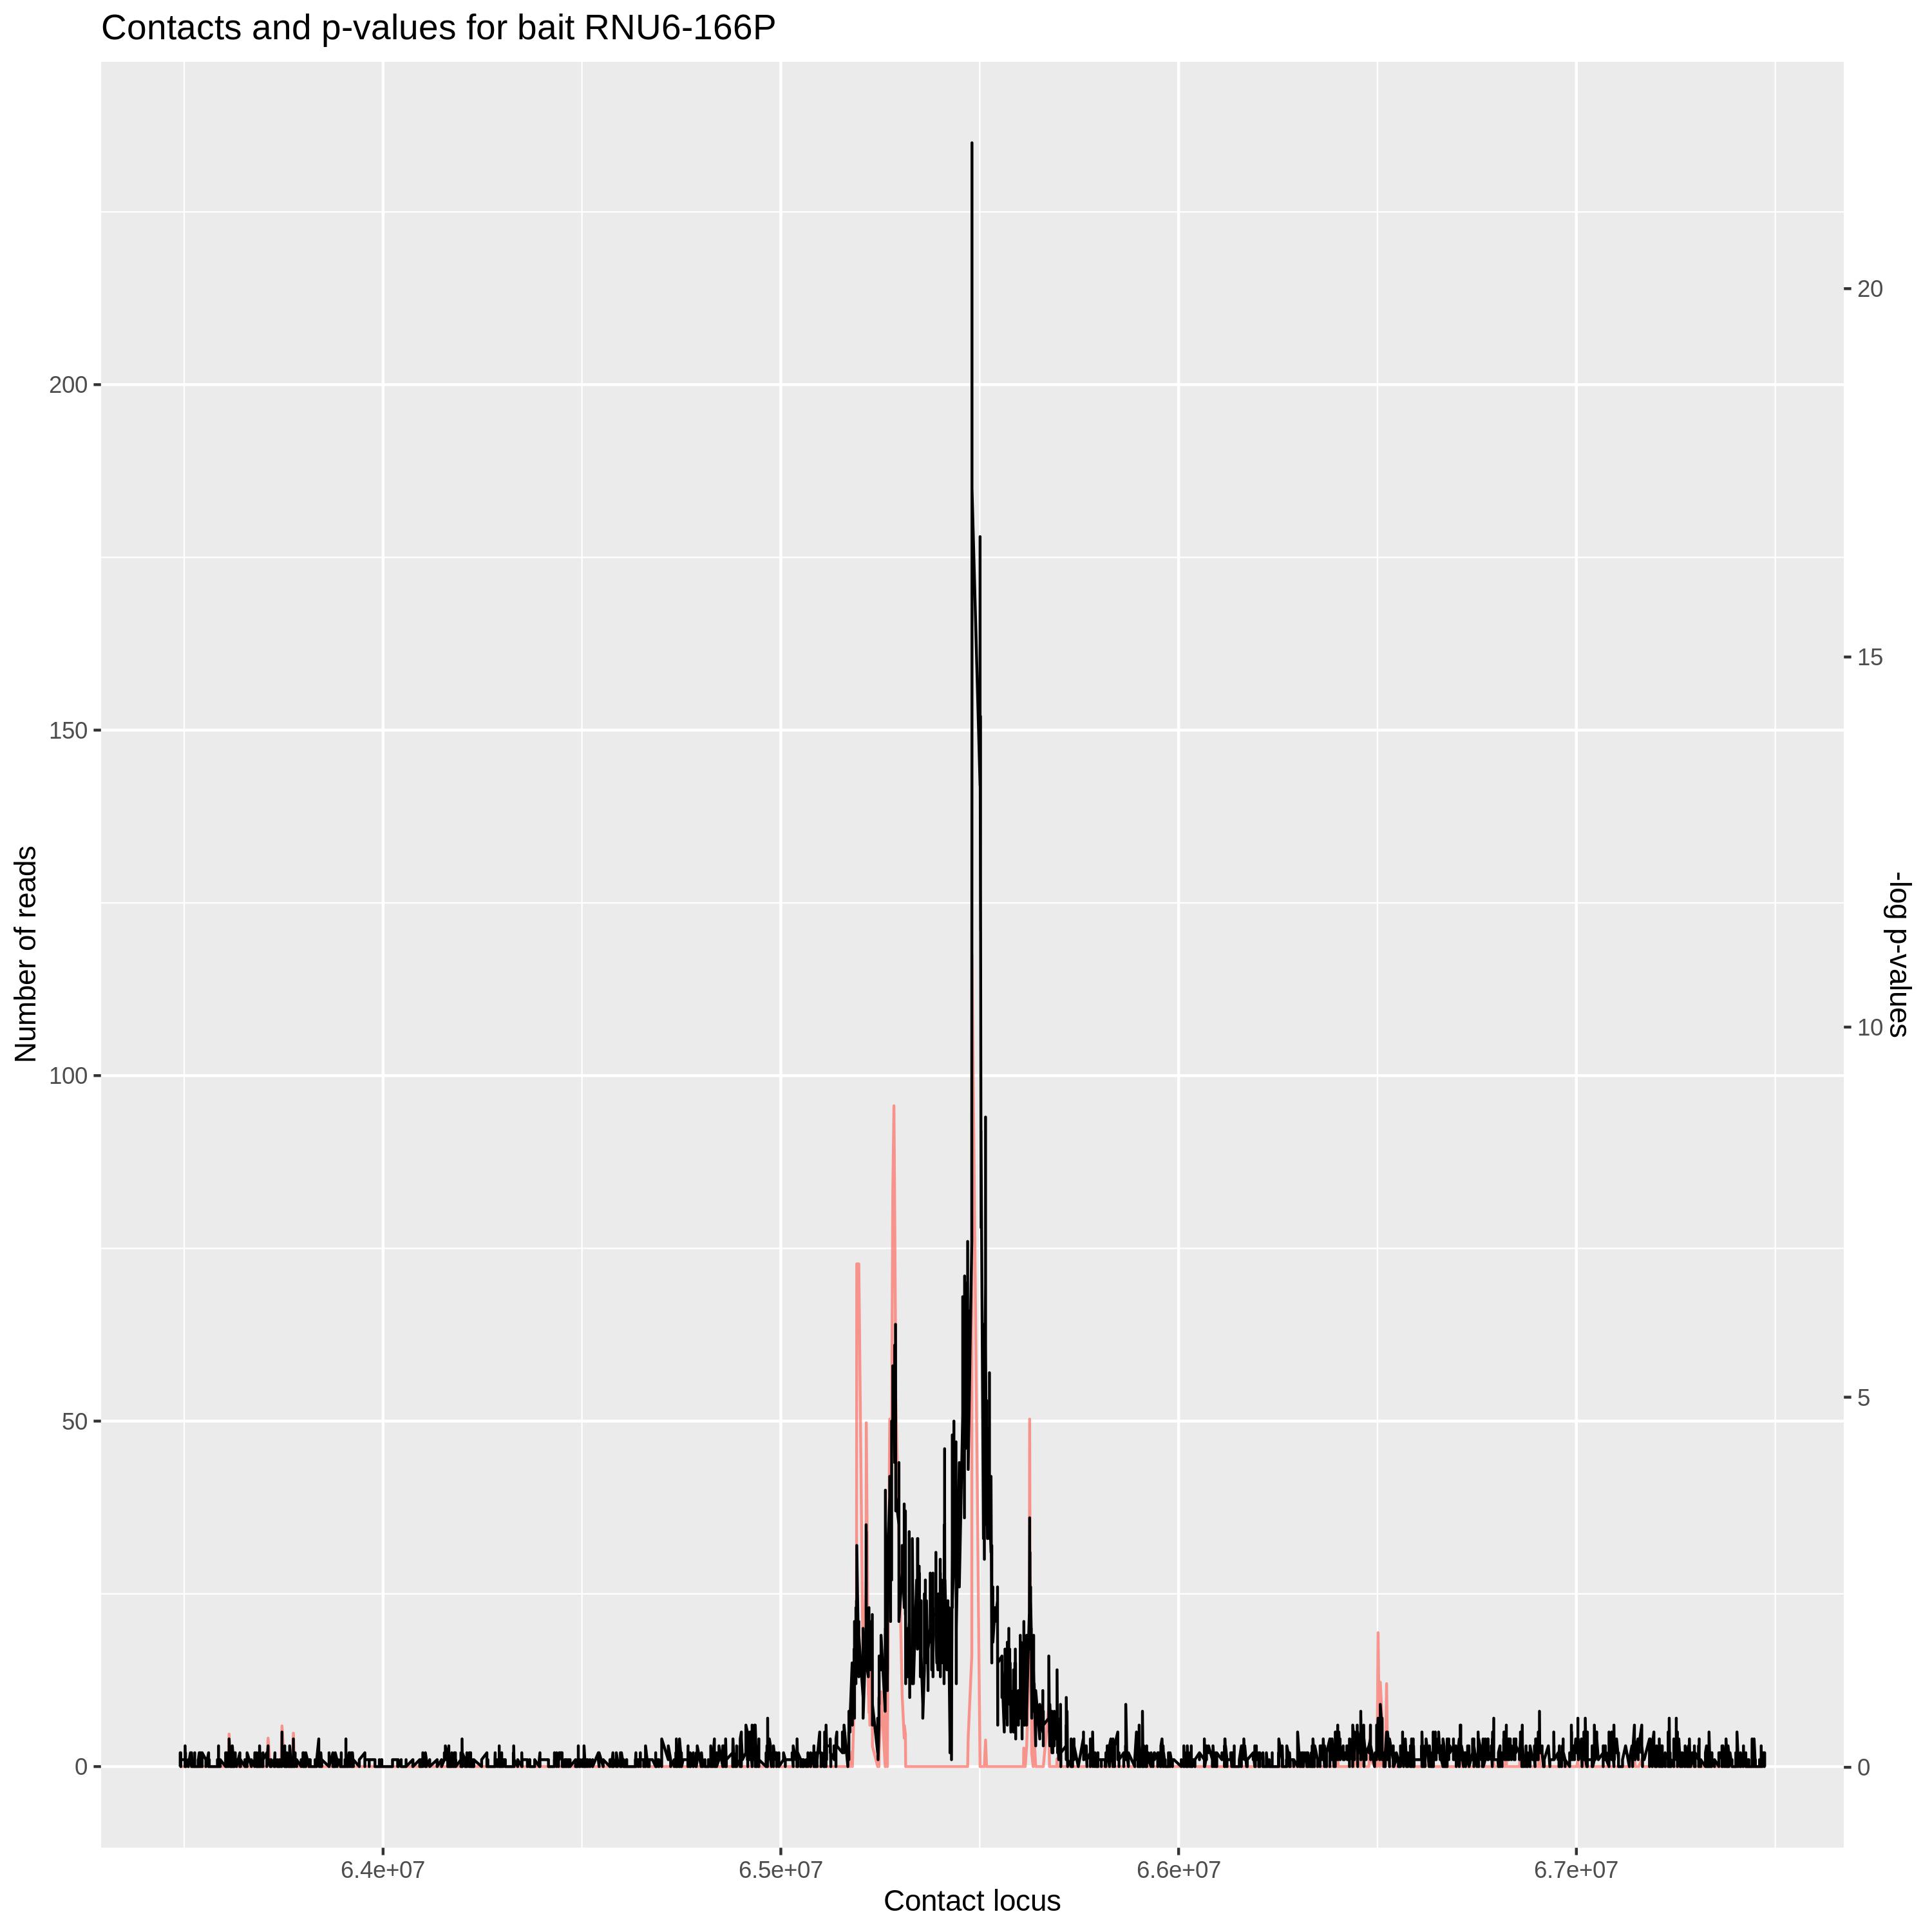 Contacts and p-values for bait RNU6-166P
Number of reads
200
150
100
50
0
20
15
10
5
0
-log p-values
6.4e+07 6.5e+07 6.6e+07 6.7e+07
Contact locus